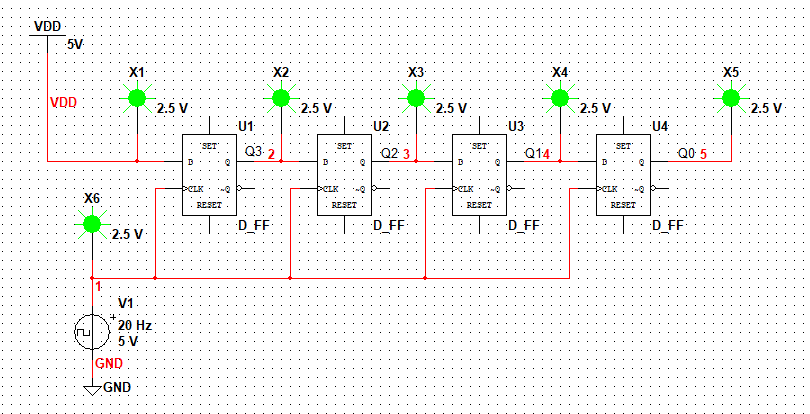 VDD
5V
X1
X2
X3
X4
X5
VDD
2.5 V
2.5 V
2.5 V
2.5 V
2.5 V
U1
U2
U3
U4
SET
SET
SET
SET
D Q
Q3 2
D Q
Q2 3
D Q
Q1 4
D Q
Q0 5
CLK ~Q
CLK ~Q
CLK ~Q
CLK ~Q
RESET
RESET
RESET
RESET
X6
2.5 V
D_FF
D_FF
D_FF
D_FF
1
V1
+
20 Hz
5 V
GND
GND